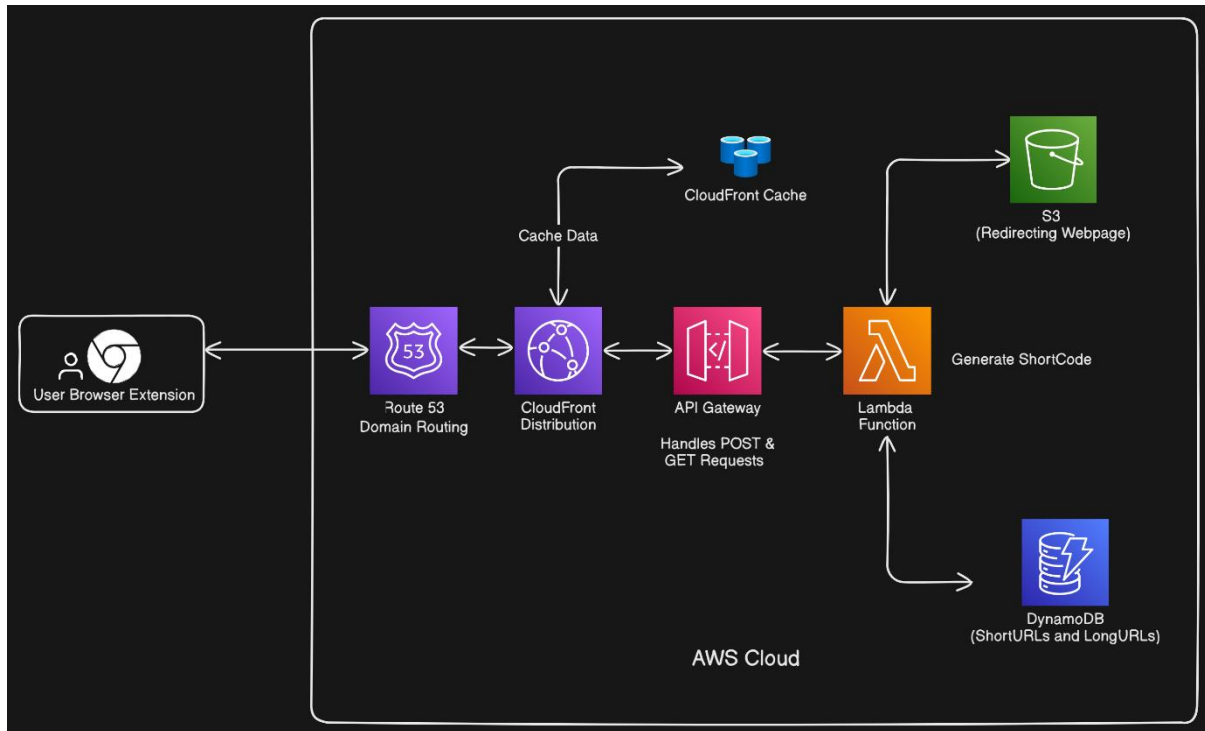 CloudFront Cache
S3
(Redirecting Webpage)
Cache Data
53
User Browser Extension
Route 53
Domain Routing
CloudFront
Distribution
</>
API Gateway
Handles POST &
GET Requests
Lambda
Function
Generate ShortCode
DynamoDB
(ShortURLs and LongURLs)
AWS Cloud